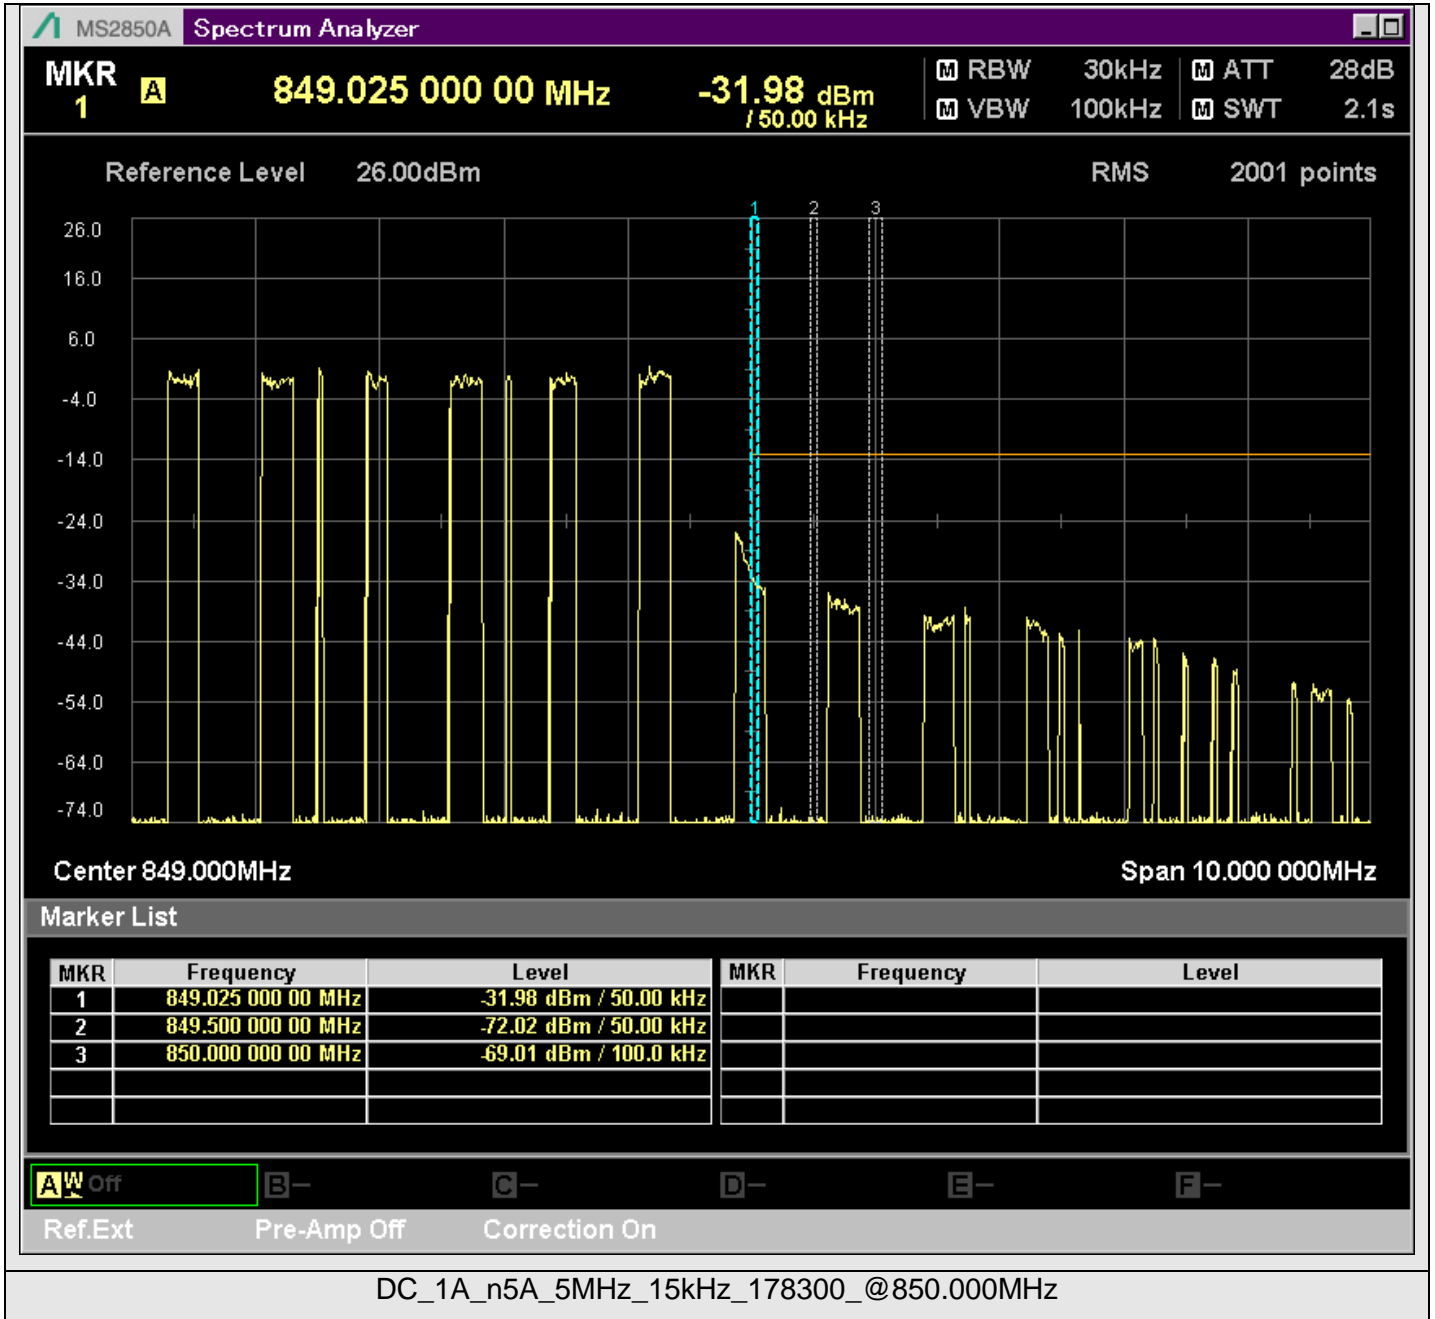 MS2850A Spectrum Analyzer
MKR 1 A 849.025 000 00 MHz -31.98 dBm / 50.00 kHz
M RBW 30kHz M ATT 28dB
M VBW 100kHz M SWT 2.1s
Reference Level 26.00dBm RMS 2001 points
1 2 3
26.0
16.0
6.0
-4.0
-14.0
-24.0
-34.0
-44.0
-54.0
-64.0
-74.0
Center 849.000MHz Span 10.000 000MHz
Marker List
MKR Frequency Level MKR Frequency Level
1 849.025 000 00 MHz -31.98 dBm / 50.00 kHz
2 849.500 000 00 MHz -72.02 dBm / 50.00 kHz
3 850.000 000 00 MHz -69.01 dBm / 100.0 kHz
A W Off B - C - D - E - F -
Ref.Ext Pre-Amp Off Correction On
DC_1A_n5A_5MHz_15kHz_178300_@850.000MHz